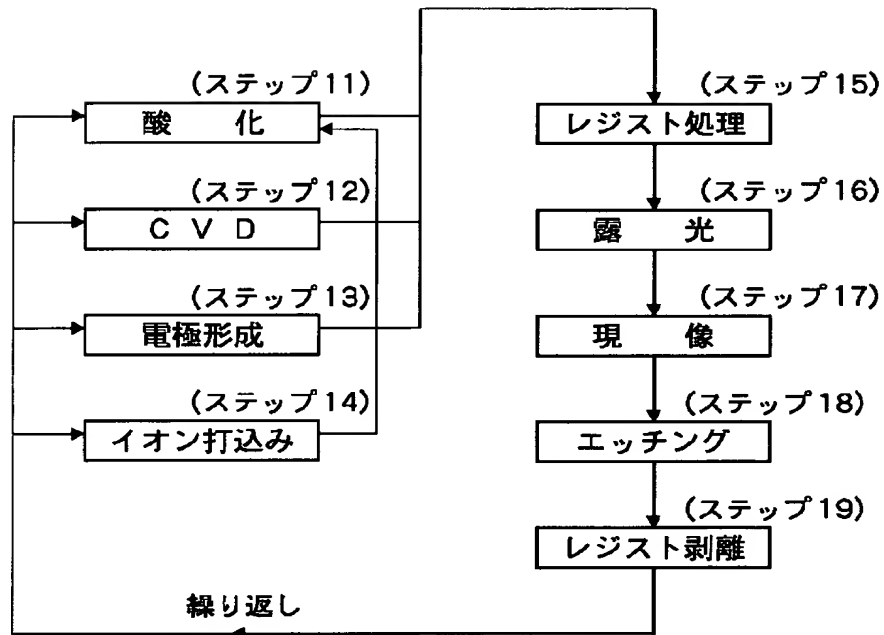 (ステップ11)
酸化
(ステップ12)
CVD
(ステップ13)
電極形成
(ステップ14)
イオン打込み
(ステップ15)
レジスト処理
(ステップ16)
露光
(ステップ17)
現像
(ステップ18)
エッチング
(ステップ19)
レジスト剥離
繰り返し